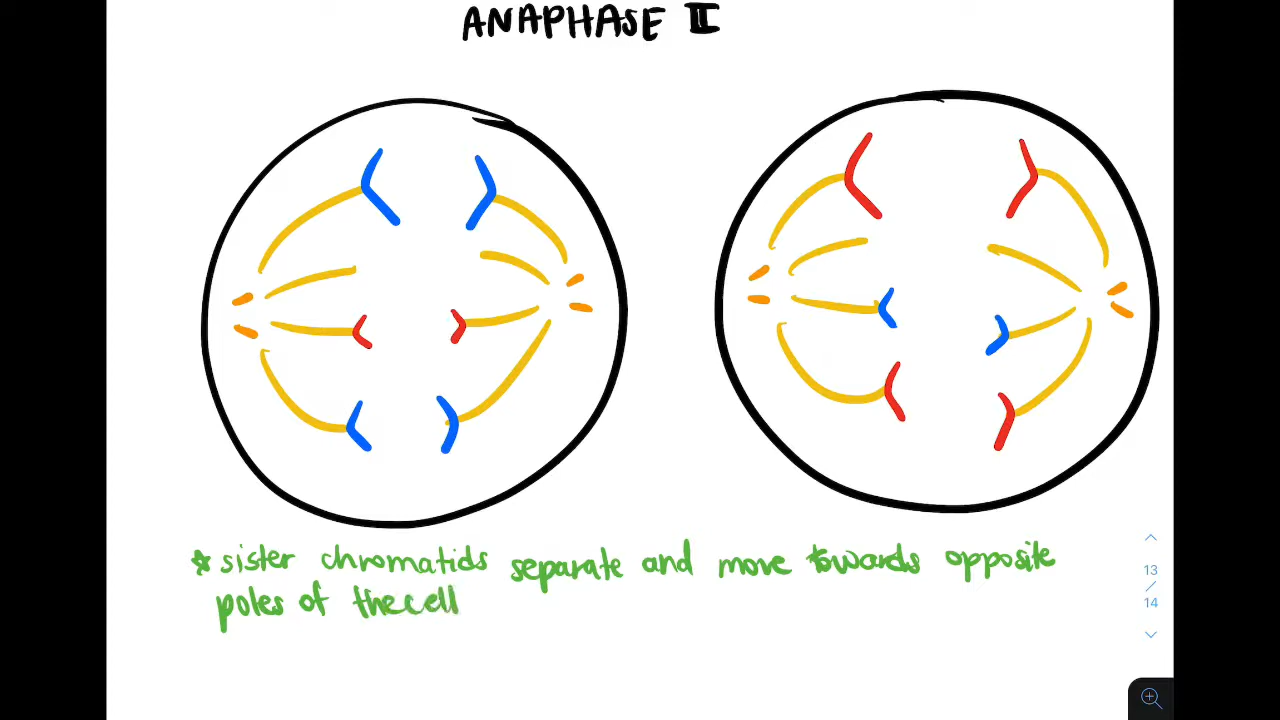 ANAPHASE II
* sister chromatids separate and move towards opposite
poles of the cell
13
/
14